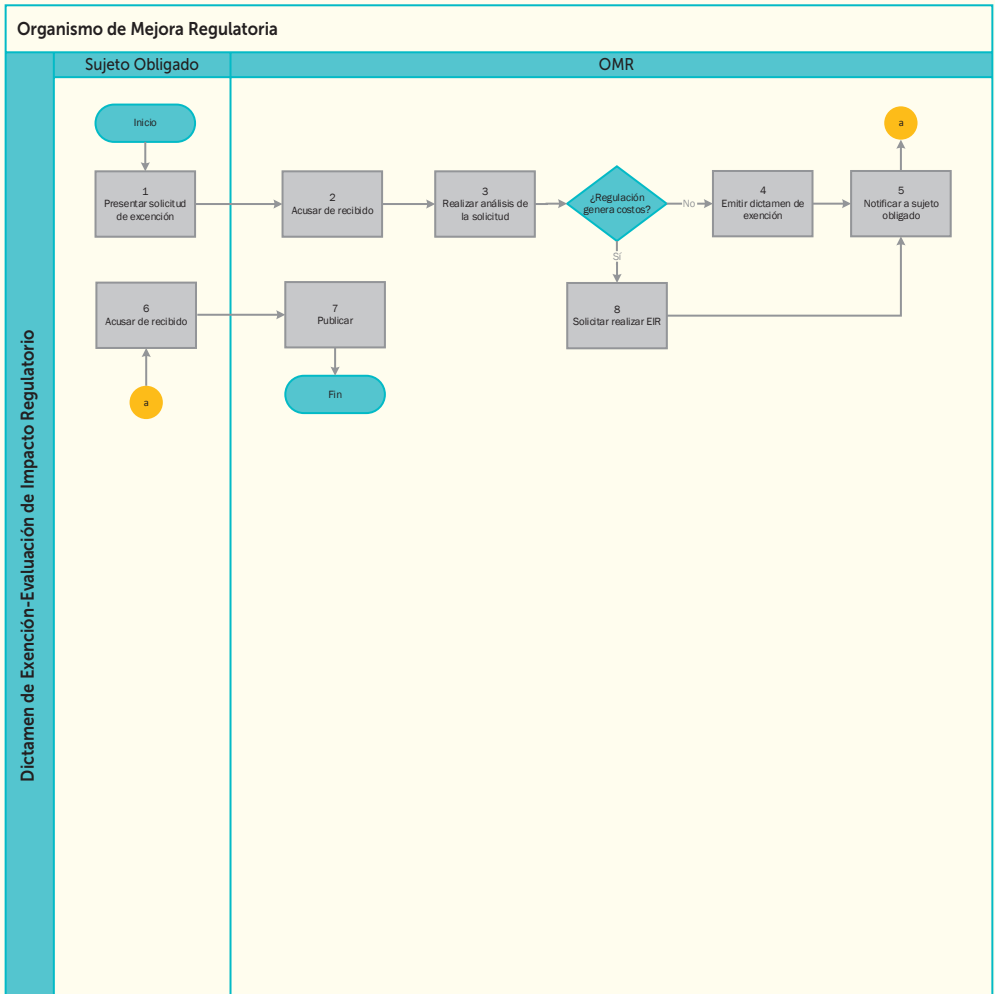 Organismo de Mejora Regulatoria
Sujeto Obligado
OMR
Dictamen de Exención-Evaluación de Impacto Regulatorio
Inicio
a
1
Presentar solicitud
de excención
2
Acusar de recibido
3
Realizar análisis de
la solicitud
¿Regulación
genera costos?
No
4
Emitir dictamen de
exención
5
Notificar a sujeto
obligado
Sí
6
Acusar de recibido
7
Publicar
8
Solicitar realizar EIR
a
Fin